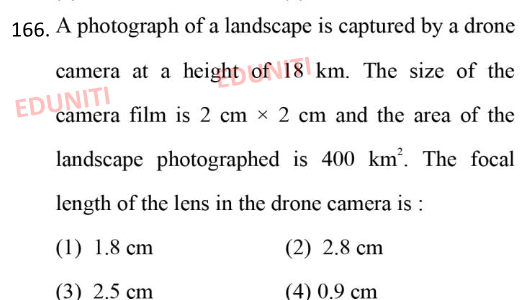 166. A photograph of a landscape is captured by a drone
camera at a height of 18 km. The size of the
camera film is 2 cm × 2 cm and the area of the
landscape photographed is 400 km². The focal
length of the lens in the drone camera is :
(1) 1.8 cm (2) 2.8 cm
(3) 2.5 cm (4) 0.9 cm
EDUNITI
EDUNITI